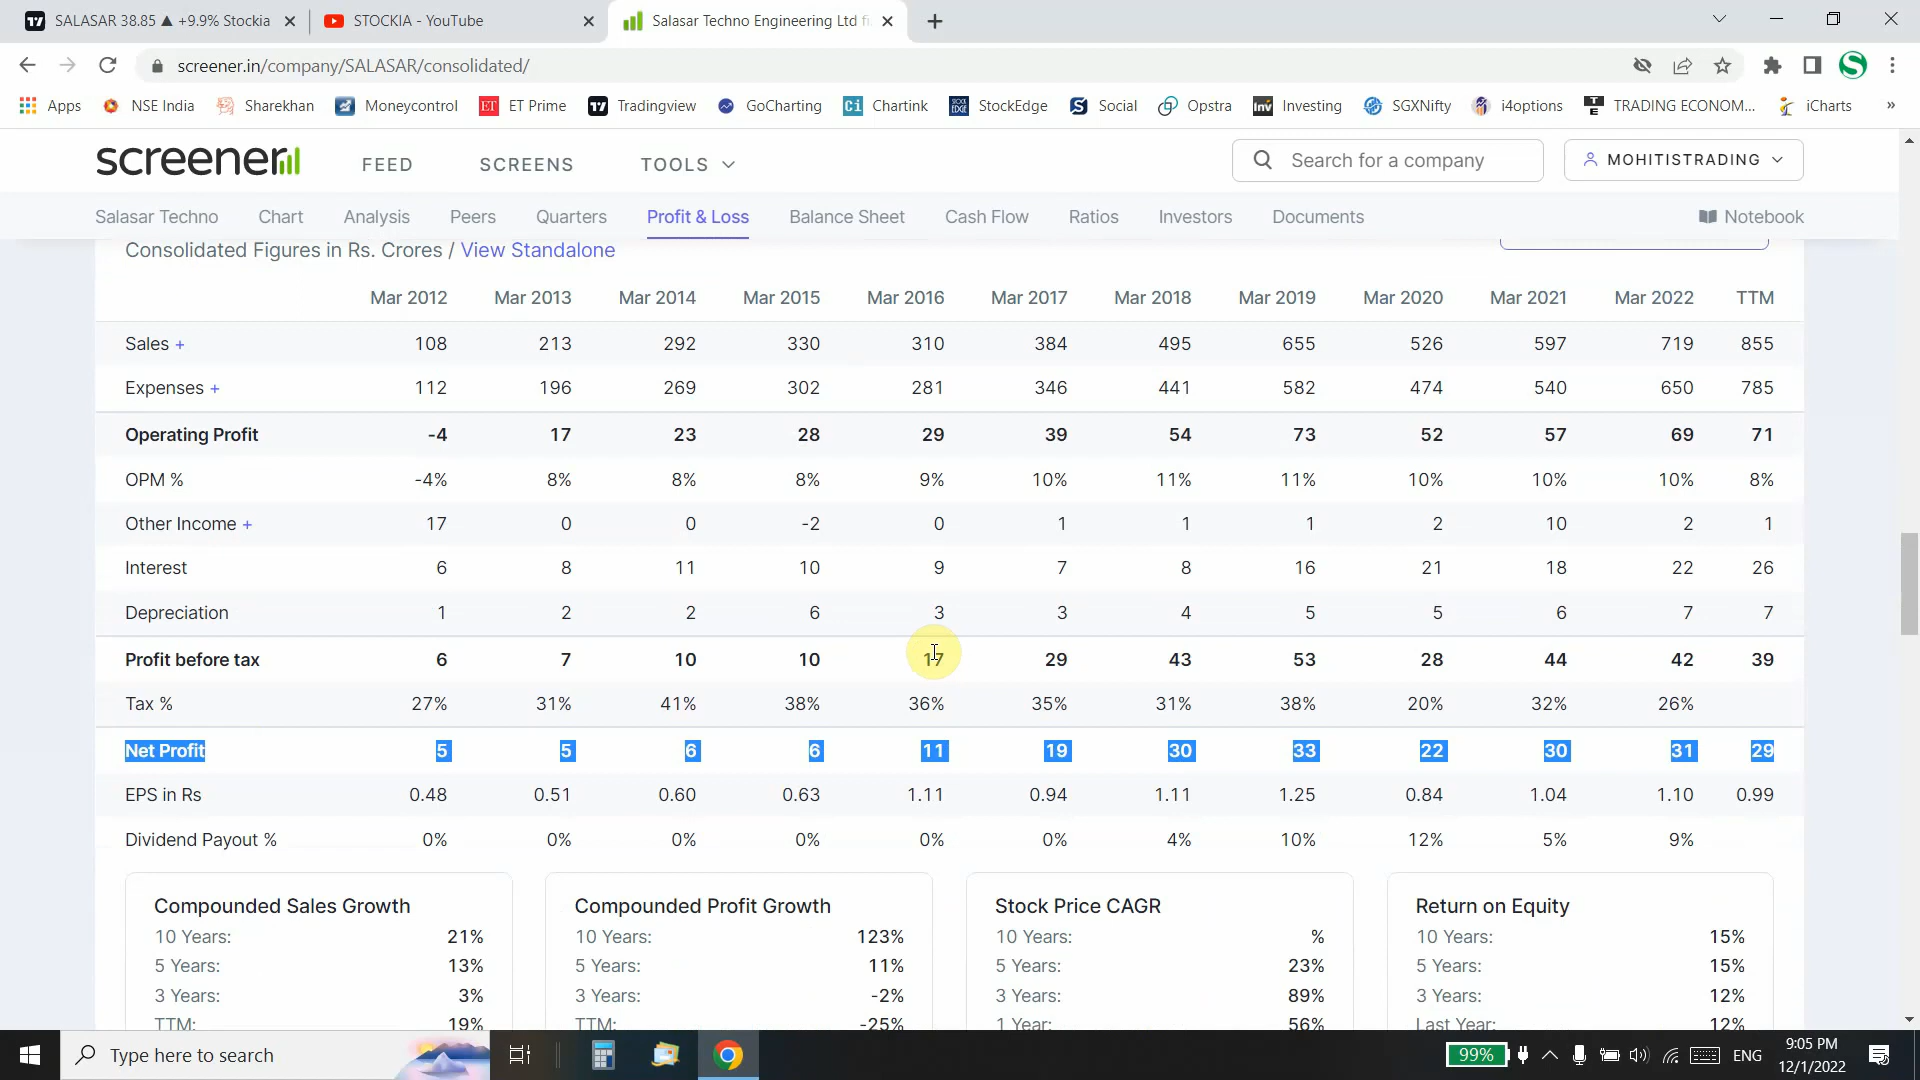 SALASAR 38.85 ▲ +9.9% Stockia
STOCKIA - YouTube
Salasar Techno Engineering Ltd fi
screener.in/company/SALASAR/consolidated/
Apps NSE India Sharekhan Moneycontrol ET Prime Tradingview GoCharting Chartink StockEdge Social Opstra Investing SGXNifty i4options TRADING ECONOM... iCharts »
screener FEED SCREENS TOOLS Search for a company MOHITISTRADING
Salasar Techno Chart Analysis Peers Quarters Profit & Loss Balance Sheet Cash Flow Ratios Investors Documents Notebook
Consolidated Figures in Rs. Crores / View Standalone
Mar 2012 Mar 2013 Mar 2014 Mar 2015 Mar 2016 Mar 2017 Mar 2018 Mar 2019 Mar 2020 Mar 2021 Mar 2022 TTM
Sales + 108 213 292 330 310 384 495 655 526 597 719 855
Expenses + 112 196 269 302 281 346 441 582 474 540 650 785
Operating Profit -4 17 23 28 29 39 54 73 52 57 69 71
OPM % -4% 8% 8% 8% 9% 10% 11% 11% 10% 10% 10% 8%
Other Income + 17 0 0 -2 0 1 1 1 2 10 2 1
Interest 6 8 11 10 9 7 8 16 21 18 22 26
Depreciation 1 2 2 6 3 3 4 5 5 6 7 7
Profit before tax 6 7 10 10 17 29 43 53 28 44 42 39
Tax % 27% 31% 41% 38% 36% 35% 31% 38% 20% 32% 26%
Net Profit 5 5 6 6 11 19 30 33 22 30 31 29
EPS in Rs 0.48 0.51 0.60 0.63 1.11 0.94 1.11 1.25 0.84 1.04 1.10 0.99
Dividend Payout % 0% 0% 0% 0% 0% 0% 4% 10% 12% 5% 9%
Compounded Sales Growth
10 Years: 21%
5 Years: 13%
3 Years: 3%
TTM: 19%
Compounded Profit Growth
10 Years: 123%
5 Years: 11%
3 Years: -2%
TTM: -25%
Stock Price CAGR
10 Years: %
5 Years: 23%
3 Years: 89%
1 Year: 56%
Return on Equity
10 Years: 15%
5 Years: 15%
3 Years: 12%
Last Year: 12%
Type here to search
99% ENG
9:05 PM
12/1/2022